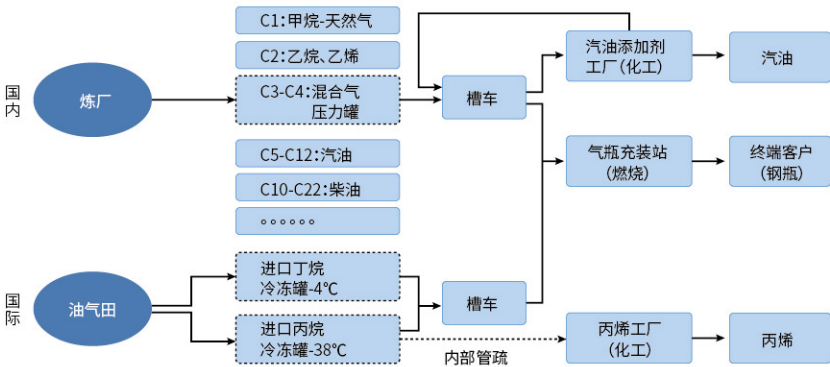 国内
炼厂
C1：甲烷-天然气
C2：乙烷、乙烯
C3-C4：混合气
压力罐
C5-C12：汽油
C10-C22：柴油
。。。。。。
槽车
汽油添加剂
工厂（化工）
汽油
气瓶充装站
（燃烧）
终端客户
（钢瓶）
国际
油气田
进口丁烷
冷冻罐-4℃
进口丙烷
冷冻罐-38℃
槽车
内部管疏
丙烯工厂
（化工）
丙烯